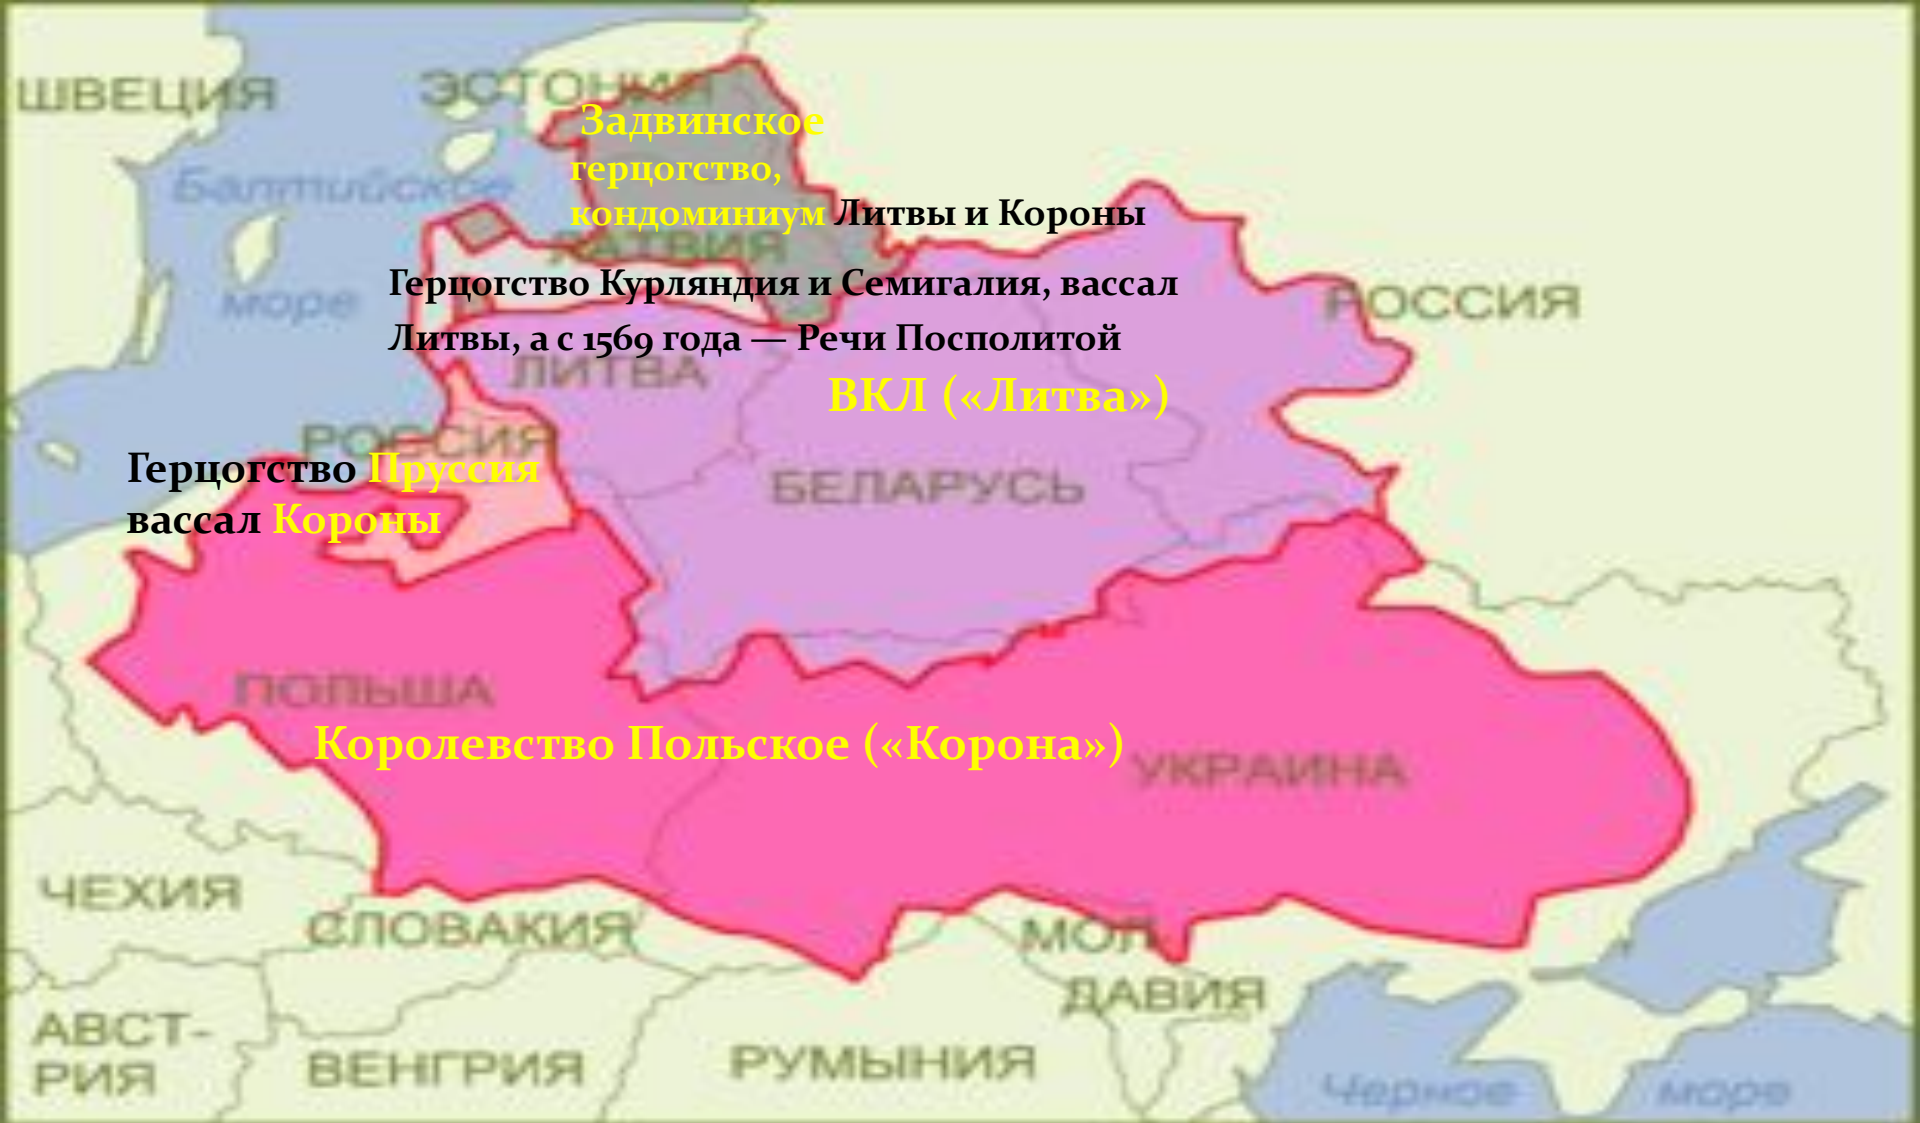 ШВЕЦИЯ
ЭСТОНИЯ
Задвинское
герцогство,
кондоминиум Литвы и Короны
Балтийское
море
ЛАТВИЯ
Герцогство Курляндия и Семигалия, вассал
Литвы, а с 1569 года — Речи Посполитой
РОССИЯ
ЛИТВА
ВКЛ («Литва»)
РОССИЯ
Герцогство Пруссия
вассал Короны
БЕЛАРУСЬ
ПОЛЬША
Королевство Польское («Корона»)
УКРАИНА
ЧЕХИЯ
СЛОВАКИЯ
МОЛ
ДАВИЯ
АВСТ-
РИЯ
ВЕНГРИЯ
РУМЫНИЯ
Черное море